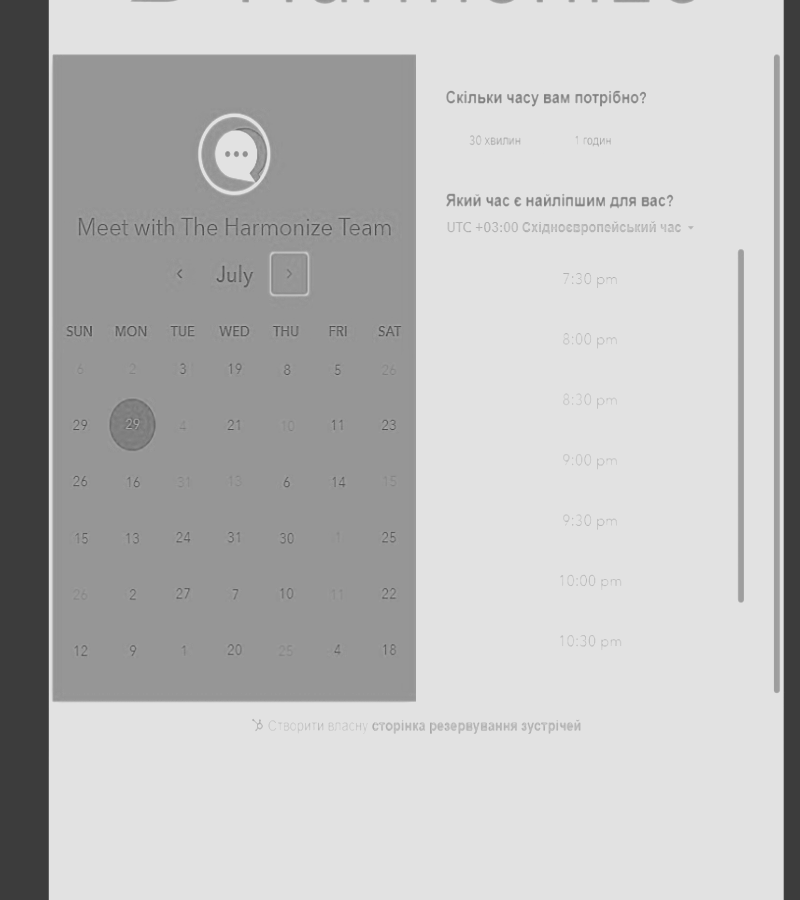 Meet with The Harmonize Team
July
SUN MON TUE WED THU FRI SAT
6 2 3 19 8 5 26
29 29 4 21 10 11 23
26 16 31 13 6 14 15
15 13 24 31 30 1 25
26 2 27 7 10 11 22
12 9 1 20 25 4 18
Скільки часу вам потрібно?
30 хвилин 1 годин
Який час є найліпшим для вас?
UTC +03:00 Східноєвропейський час
7:30 pm
8:00 pm
8:30 pm
9:00 pm
9:30 pm
10:00 pm
10:30 pm
Створити власну сторінка резервування зустрічей